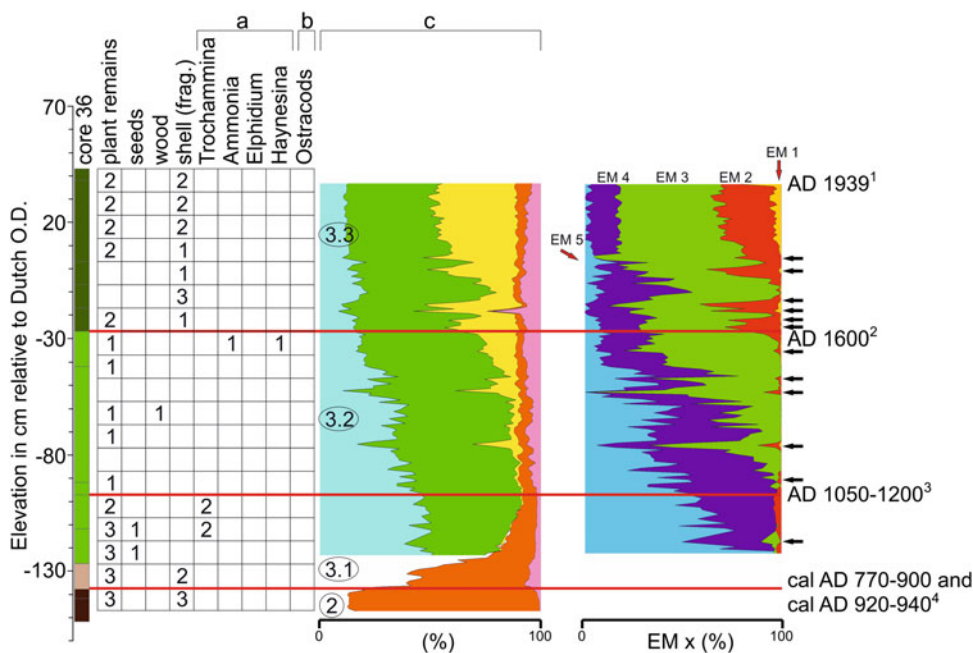 a
b
c
core 36
plant remains
seeds
wood
shell (frag.)
Trochammina
Ammonia
Elphidium
Haynesina
Ostracods
Elevation in cm relative to Dutch O.D.
70
20
-30
-80
-130
2 2
2 2
2 2
2 1
1
3
2 1
1 1 1
1
1 1
1
1
2 2
3 1 2
3 1
3 2
3 3
3.3
3.2
3.1
2
0 100
(%)
EM 1
EM 4 EM 3 EM 2
EM 5
AD 1939¹
AD 1600²
AD 1050-1200³
cal AD 770-900 and
cal AD 920-940⁴
0 100
EM x (%)